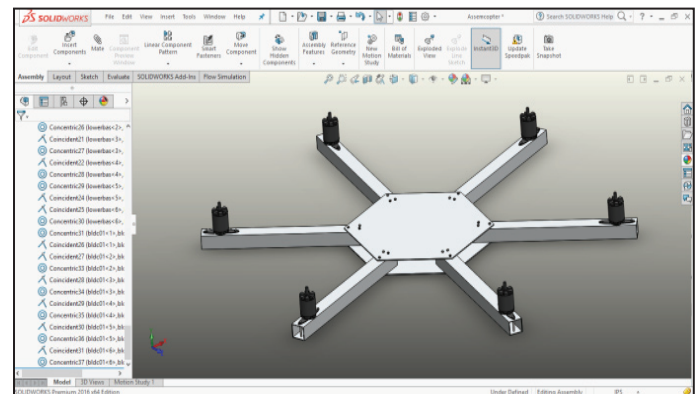 SOLIDWORKS File Edit View Insert Tools Window Help Assemcopter * Search SOLIDWORKS Help
Edit Component
Insert Components
Mate
Component Preview Window
Linear Component Pattern
Smart Fasteners
Move Component
Show Hidden Components
Assembly Features
Reference Geometry
New Motion Study
Bill of Materials
Exploded View
Explode Line Sketch
Instant3D
Update Speedpak
Take Snapshot
Assembly Layout Sketch Evaluate SOLIDWORKS Add-Ins Flow Simulation
Concentric26 (lowerbas<2>,
Coincident21 (lowerbas<3>,
Concentric27 (lowerbas<3>,
Coincident22 (lowerbas<4>,
Concentric28 (lowerbas<4>,
Concentric29 (lowerbas<5>,
Coincident24 (lowerbas<5>,
Coincident25 (lowerbas<6>,
Concentric30 (lowerbas<6>,
Concentric31 (bldc01<1>,bl
Coincident26 (bldc01<1>,bl
Coincident27 (bldc01<2>,bl
Concentric33 (bldc01<2>,bl
Coincident28 (bldc01<3>,bl
Concentric34 (bldc01<3>,bl
Coincident29 (bldc01<4>,bl
Concentric35 (bldc01<4>,bl
Coincident30 (bldc01<5>,bl
Concentric36 (bldc01<5>,bl
Coincident31 (bldc01<6>,bl
Concentric37 (bldc01<6>,bl
Model 3D Views Motion Study 1
SOLIDWORKS Premium 2016 x64 Edition Under Defined Editing Assembly IPS